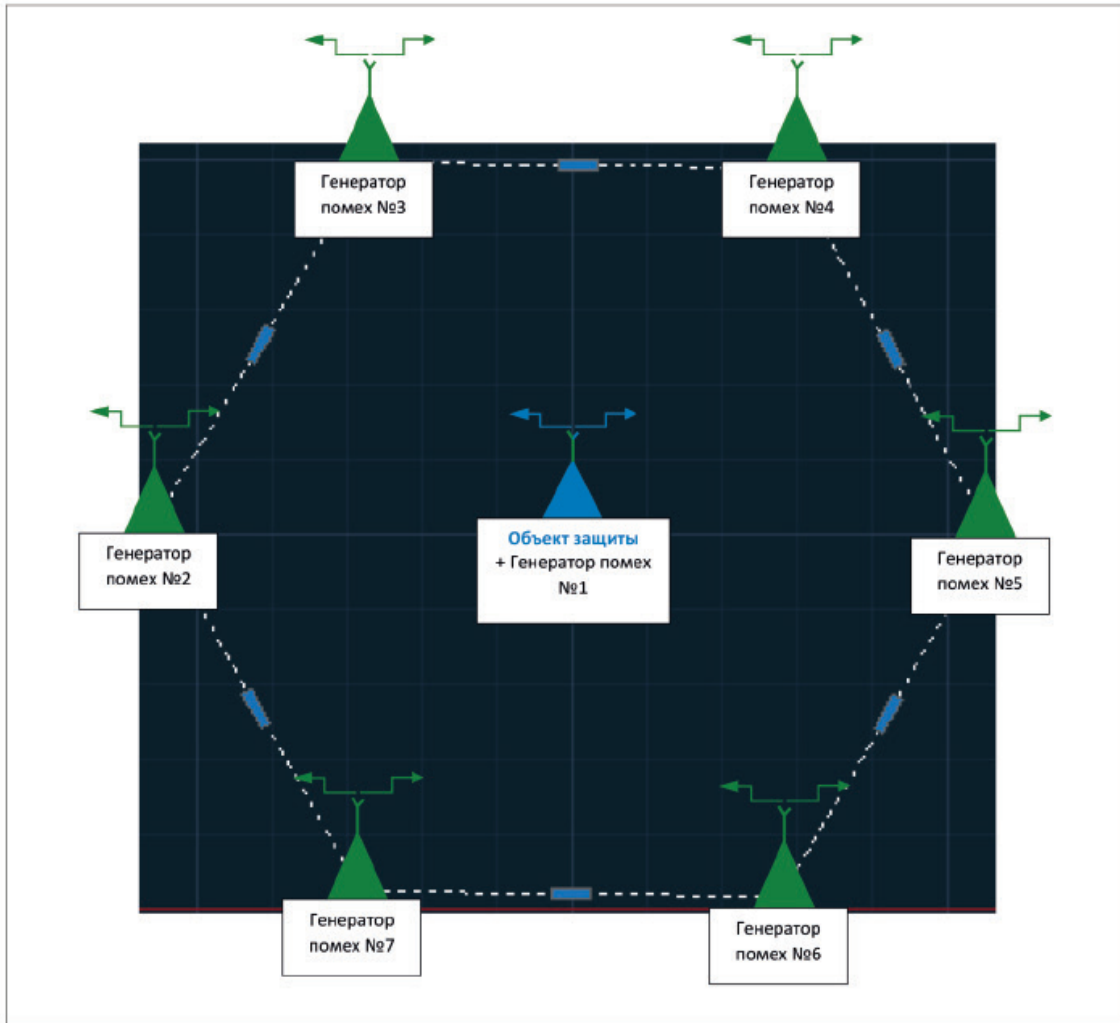 Генератор
помех №3
Генератор
помех №4
Генератор
помех №2
Объект защиты
+ Генератор помех
№1
Генератор
помех №5
Генератор
помех №7
Генератор
помех №6